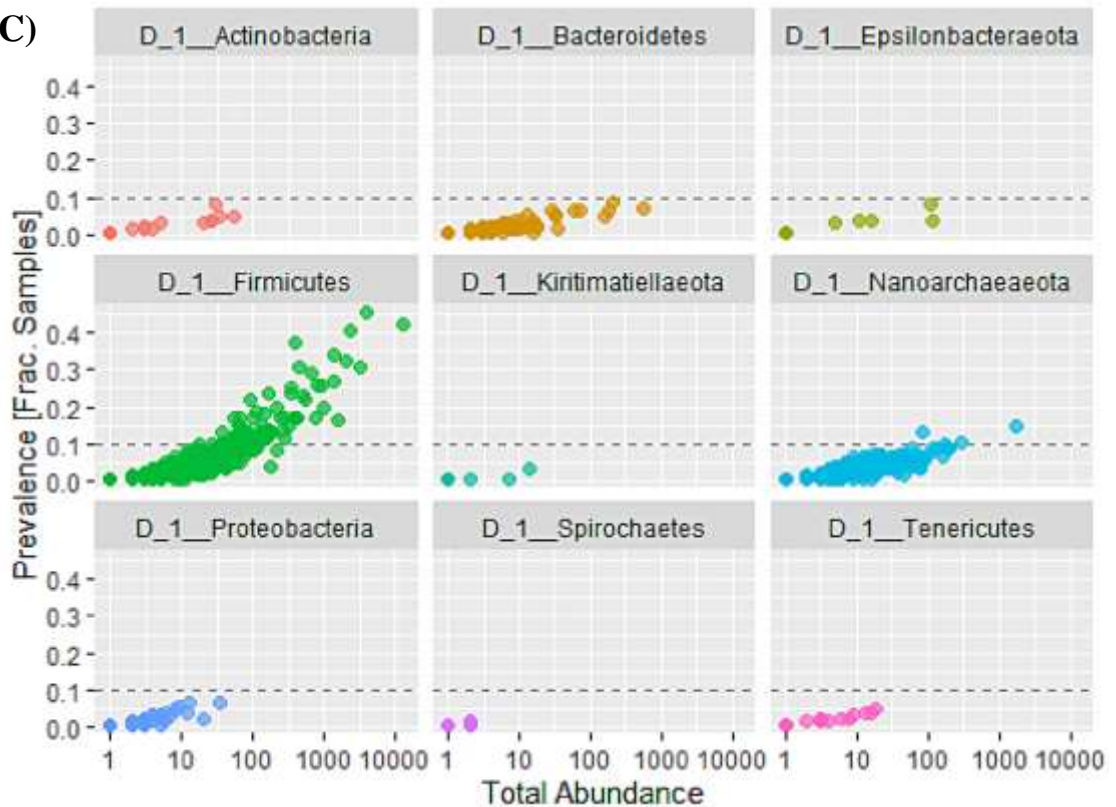 C)
D_1__Actinobacteria
D_1__Bacteroidetes
D_1__Epsilonbacteraeota
0.4
0.3
0.2
0.1
0.0
D_1__Firmicutes
D_1__Kiritimatiellaeota
D_1__Nanoarchaeaeota
0.4
0.3
0.2
0.1
0.0
D_1__Proteobacteria
D_1__Spirochaetes
D_1__Tenericutes
0.4
0.3
0.2
0.1
0.0
Prevalence [Frac. Samples]
1 10 100 1000 10000
1 10 100 1000 10000
1 10 100 1000 10000
Total Abundance